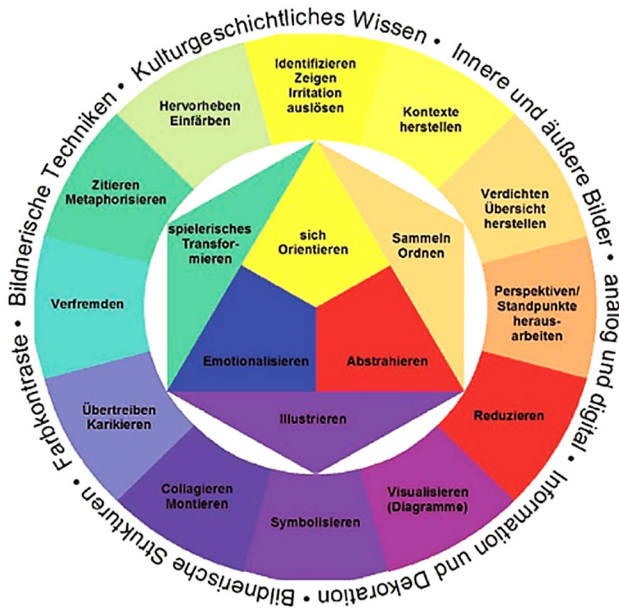 Bildnerische Techniken • Kulturgeschichtliches Wissen • Innere und äußere Bilder • analog und digital • Information und Dekoration • Bildnerische Strukturen • Farbkontraste •
Identifizieren
Zeigen
Irritation
auslösen
Kontexte
herstellen
Verdichten
Übersicht
herstellen
Perspektiven/
Standpunkte
heraus-
arbeiten
Reduzieren
Visualisieren
(Diagramme)
Symbolisieren
Collagieren
Montieren
Übertreiben
Karikieren
Verfremden
Zitieren
Metaphorisieren
Hervorheben
Einfärben
spielerisches
Transfor-
mieren
sich
Orientieren
Sammeln
Ordnen
Emotionalisieren
Abstrahieren
Illustrieren